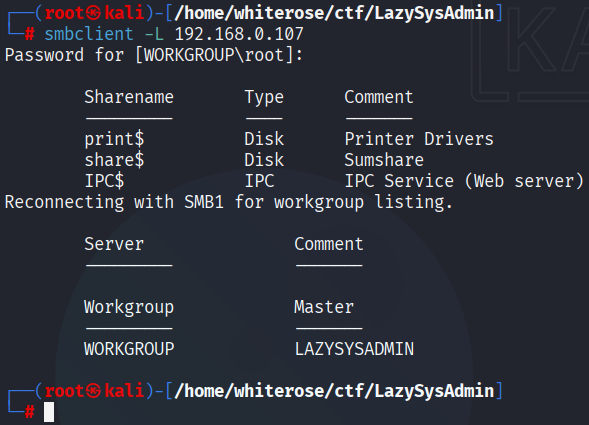 ┌──(root㉿kali)-[/home/whiterose/ctf/LazySysAdmin]
└─# smbclient -L 192.168.0.107
Password for [WORKGROUP\root]:
Sharename Type Comment
--------- ---- -------
print$ Disk Printer Drivers
share$ Disk Sumshare
IPC$ IPC IPC Service (Web server)
Reconnecting with SMB1 for workgroup listing.
Server Comment
--------- -------
Workgroup Master
--------- -------
WORKGROUP LAZYSYSADMIN
┌──(root㉿kali)-[/home/whiterose/ctf/LazySysAdmin]
└─#
KA